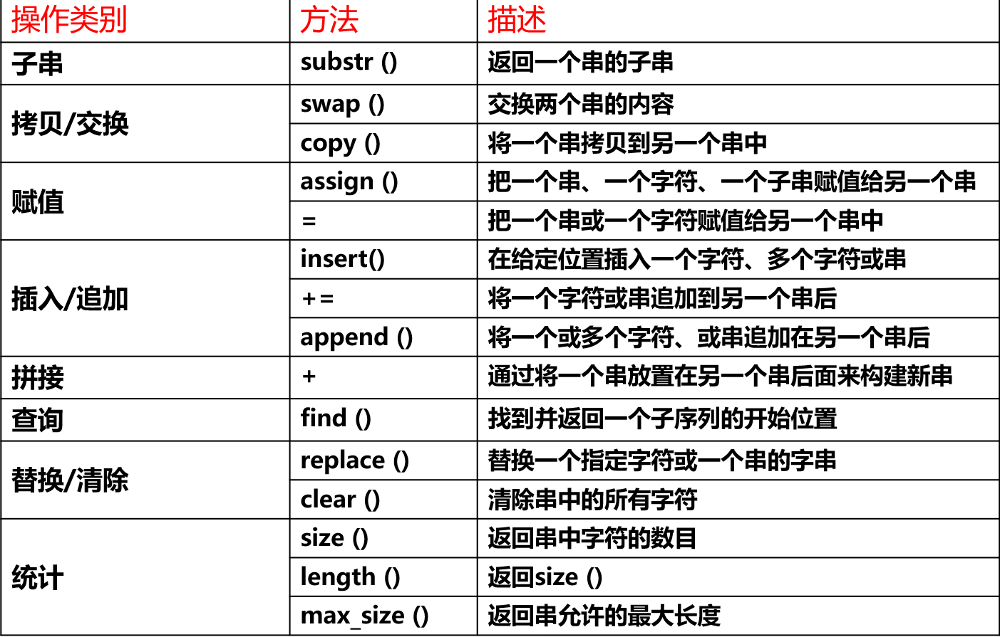 操作类别 方法 描述
子串 substr () 返回一个串的子串
拷贝/交换 swap () 交换两个串的内容
copy () 将一个串拷贝到另一个串中
赋值 assign () 把一个串、一个字符、一个子串赋值给另一个串
= 把一个串或一个字符赋值给另一个串中
插入/追加 insert() 在给定位置插入一个字符、多个字符或串
+= 将一个字符或串追加到另一个串后
append () 将一个或多个字符、或串追加在另一个串后
拼接 + 通过将一个串放置在另一个串后面来构建新串
查询 find () 找到并返回一个子序列的开始位置
替换/清除 replace () 替换一个指定字符或一个串的字串
clear () 清除串中的所有字符
统计 size () 返回串中字符的数目
length () 返回size ()
max_size () 返回串允许的最大长度